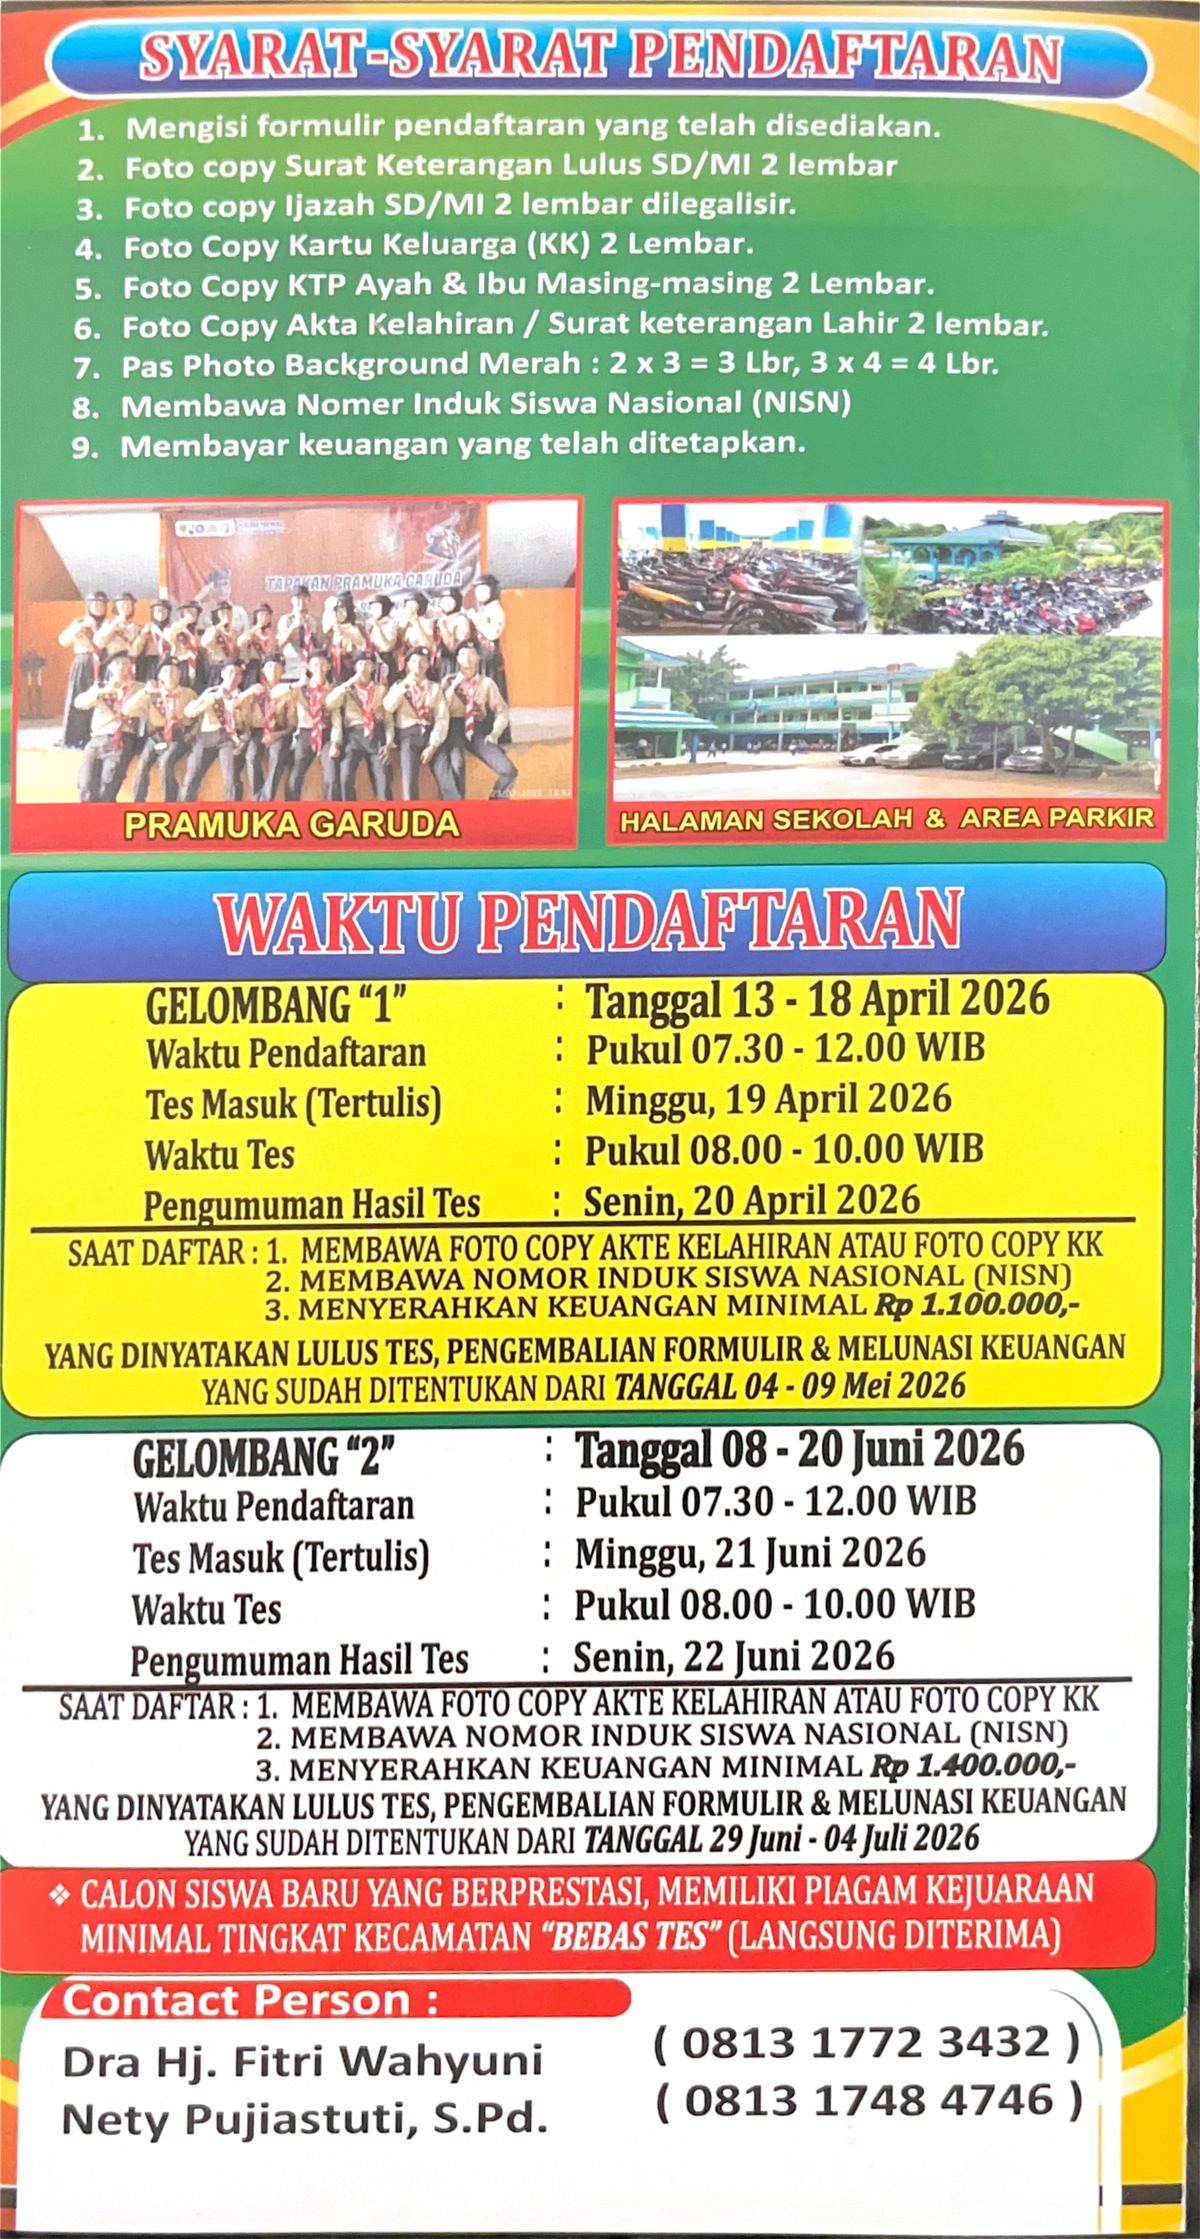 SYARAT-SYARAT PENDAFTARAN
1. Mengisi formulir pendaftaran yang telah disediakan.
2. Foto copy Surat Keterangan Lulus SD/MI 2 lembar
3. Foto copy Ijazah SD/MI 2 lembar dilegalisir.
4. Foto Copy Kartu Keluarga (KK) 2 Lembar.
5. Foto Copy KTP Ayah & Ibu Masing-masing 2 Lembar.
6. Foto Copy Akta Kelahiran / Surat keterangan Lahir 2 lembar.
7. Pas Photo Background Merah : 2 x 3 = 3 Lbr, 3 x 4 = 4 Lbr.
8. Membawa Nomer Induk Siswa Nasional (NISN)
9. Membayar keuangan yang telah ditetapkan.
TAPAKAN PRAMUKA GARUDA
PRAMUKA GARUDA
HALAMAN SEKOLAH & AREA PARKIR
WAKTU PENDAFTARAN
GELOMBANG “1” : Tanggal 13 - 18 April 2026
Waktu Pendaftaran : Pukul 07.30 - 12.00 WIB
Tes Masuk (Tertulis) : Minggu, 19 April 2026
Waktu Tes : Pukul 08.00 - 10.00 WIB
Pengumuman Hasil Tes : Senin, 20 April 2026
SAAT DAFTAR : 1. MEMBAWA FOTO COPY AKTE KELAHIRAN ATAU FOTO COPY KK
2. MEMBAWA NOMOR INDUK SISWA NASIONAL (NISN)
3. MENYERAHKAN KEUANGAN MINIMAL Rp 1.100.000,-
YANG DINYATAKAN LULUS TES, PENGEMBALIAN FORMULIR & MELUNASI KEUANGAN
YANG SUDAH DITENTUKAN DARI TANGGAL 04 - 09 Mei 2026
GELOMBANG “2” : Tanggal 08 - 20 Juni 2026
Waktu Pendaftaran : Pukul 07.30 - 12.00 WIB
Tes Masuk (Tertulis) : Minggu, 21 Juni 2026
Waktu Tes : Pukul 08.00 - 10.00 WIB
Pengumuman Hasil Tes : Senin, 22 Juni 2026
SAAT DAFTAR : 1. MEMBAWA FOTO COPY AKTE KELAHIRAN ATAU FOTO COPY KK
2. MEMBAWA NOMOR INDUK SISWA NASIONAL (NISN)
3. MENYERAHKAN KEUANGAN MINIMAL Rp 1.400.000,-
YANG DINYATAKAN LULUS TES, PENGEMBALIAN FORMULIR & MELUNASI KEUANGAN
YANG SUDAH DITENTUKAN DARI TANGGAL 29 Juni - 04 Juli 2026
❖ CALON SISWA BARU YANG BERPRESTASI, MEMILIKI PIAGAM KEJUARAAN
MINIMAL TINGKAT KECAMATAN “BEBAS TES” (LANGSUNG DITERIMA)
Contact Person :
Dra Hj. Fitri Wahyuni ( 0813 1772 3432 )
Nety Pujiastuti, S.Pd. ( 0813 1748 4746 )